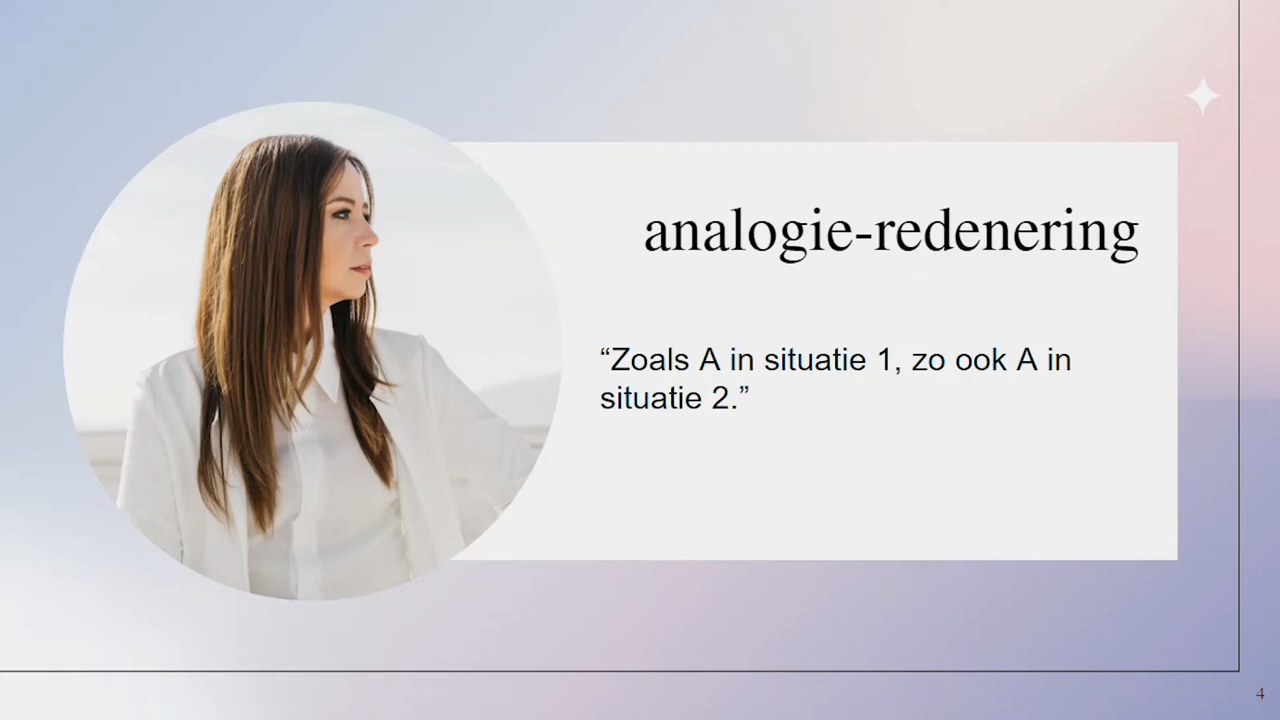 analogie-redenering
“Zoals A in situatie 1, zo ook A in
situatie 2.”
4